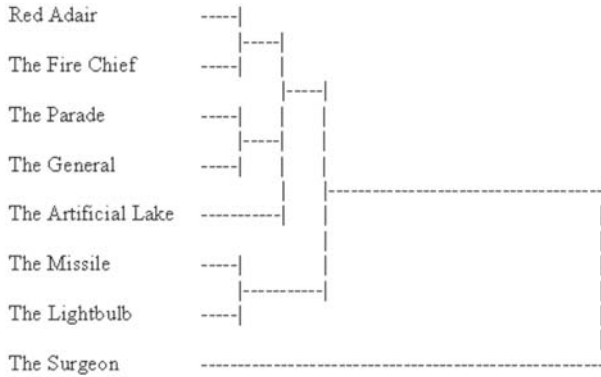 Red Adair
The Fire Chief
The Parade
The General
The Artificial Lake
The Missile
The Lightbulb
The Surgeon